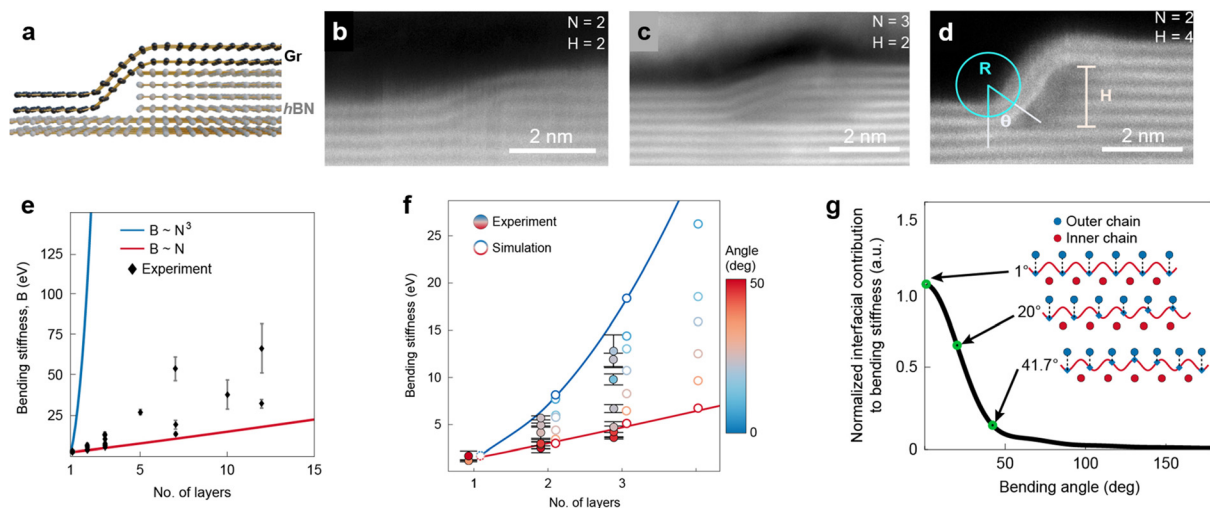 a
Gr
hBN
b
N = 2
H = 2
2 nm
c
N = 3
H = 2
2 nm
d
N = 2
H = 4
R
θ
H
2 nm
e
B ~ N³
B ~ N
Experiment
Bending stiffness, B (eV)
150
125
100
75
50
25
1
5
10
15
No. of layers
f
Experiment
Simulation
Angle
(deg)
50
0
Bending stiffness (eV)
25
20
15
10
5
1
2
3
No. of layers
g
Outer chain
Inner chain
Normalized interfacial contribution
to bending stiffness (a.u.)
1.5
1.0
0.5
0
1°
20°
41.7°
50
100
150
Bending angle (deg)